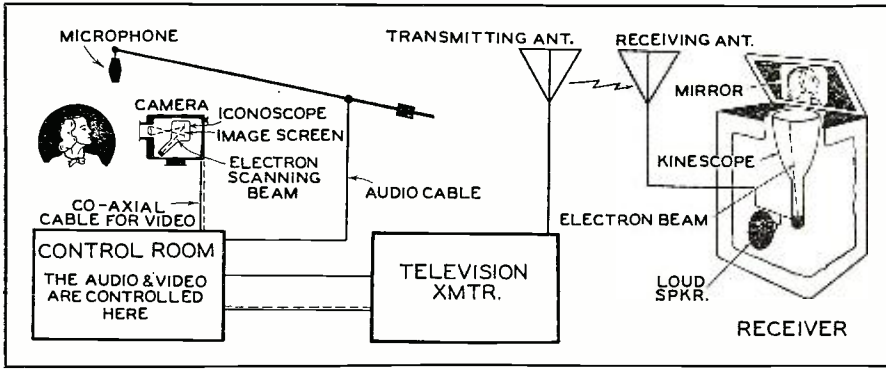 MICROPHONE
CAMERA
ICONOSCOPE
IMAGE SCREEN
ELECTRON
SCANNING
BEAM
CO-AXIAL
CABLE FOR VIDEO
AUDIO CABLE
CONTROL ROOM
THE AUDIO & VIDEO
ARE CONTROLLED
HERE
TRANSMITTING ANT.
TELEVISION
XMTR.
RECEIVING ANT.
MIRROR
KINESCOPE
ELECTRON BEAM
LOUD
SPKR.
RECEIVER